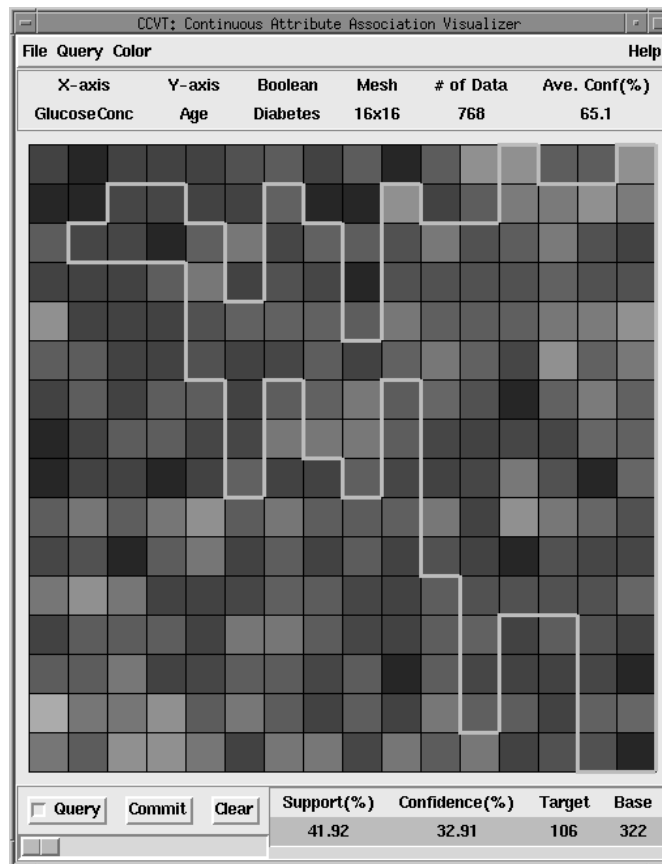 CCVT: Continuous Attribute Association Visualizer
File Query Color Help
X-axis Y-axis Boolean Mesh # of Data Ave. Conf(%)
GlucoseConc Age Diabetes 16x16 768 65.1
Query Commit Clear Support(%) Confidence(%) Target Base
41.92 32.91 106 322